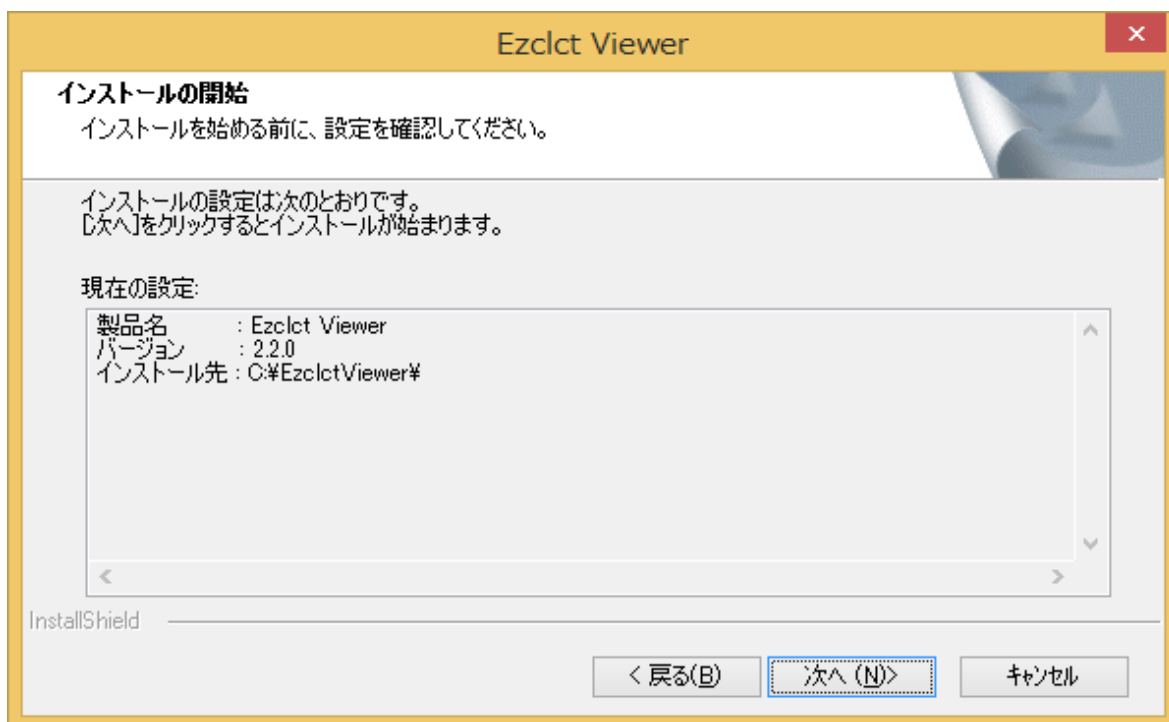 Ezclct Viewer
インストールの開始
インストールを始める前に、設定を確認してください。
インストールの設定は次のとおりです。
[次へ]をクリックするとインストールが始まります。
現在の設定:
製品名 : Ezclct Viewer
バージョン : 2.2.0
インストール先 : C:¥EzclctViewer¥
InstallShield
< 戻る(B)
次へ (N)>
キャンセル